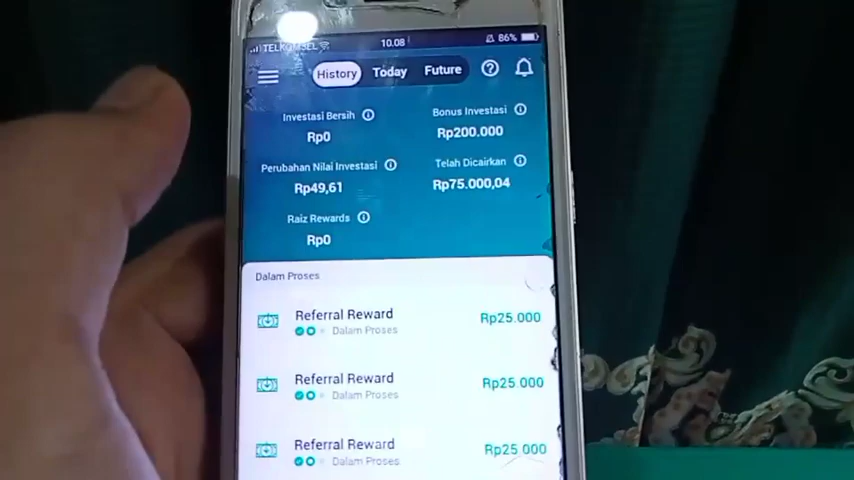 TELKOMSEL 10.08 86%
History Today Future
Investasi Bersih
Rp0
Bonus Investasi
Rp200.000
Perubahan Nilai Investasi
Rp49,61
Telah Dicairkan
Rp75.000,04
Raiz Rewards
Rp0
Dalam Proses
Referral Reward Rp25.000
Dalam Proses
Referral Reward Rp25.000
Dalam Proses
Referral Reward Rp25.000
Dalam Proses